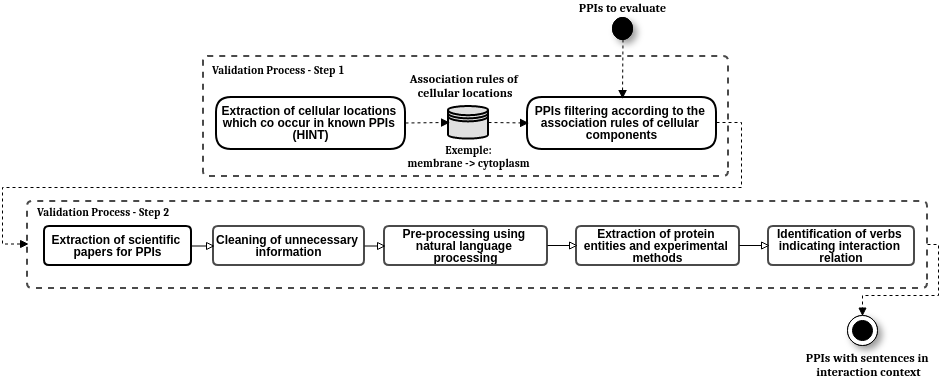 PPIs to evaluate
Validation Process - Step 1
Association rules of
cellular locations
Extraction of cellular locations
which co occur in known PPIs
(HINT)
PPIs filtering according to the
association rules of cellular
components
Exemple:
membrane -> cytoplasm
Validation Process - Step 2
Extraction of scientific
papers for PPIs
Cleaning of unnecessary
information
Pre-processing using
natural language
processing
Extraction of protein
entities and experimental
methods
Identification of verbs
indicating interaction
relation
PPIs with sentences in
interaction context